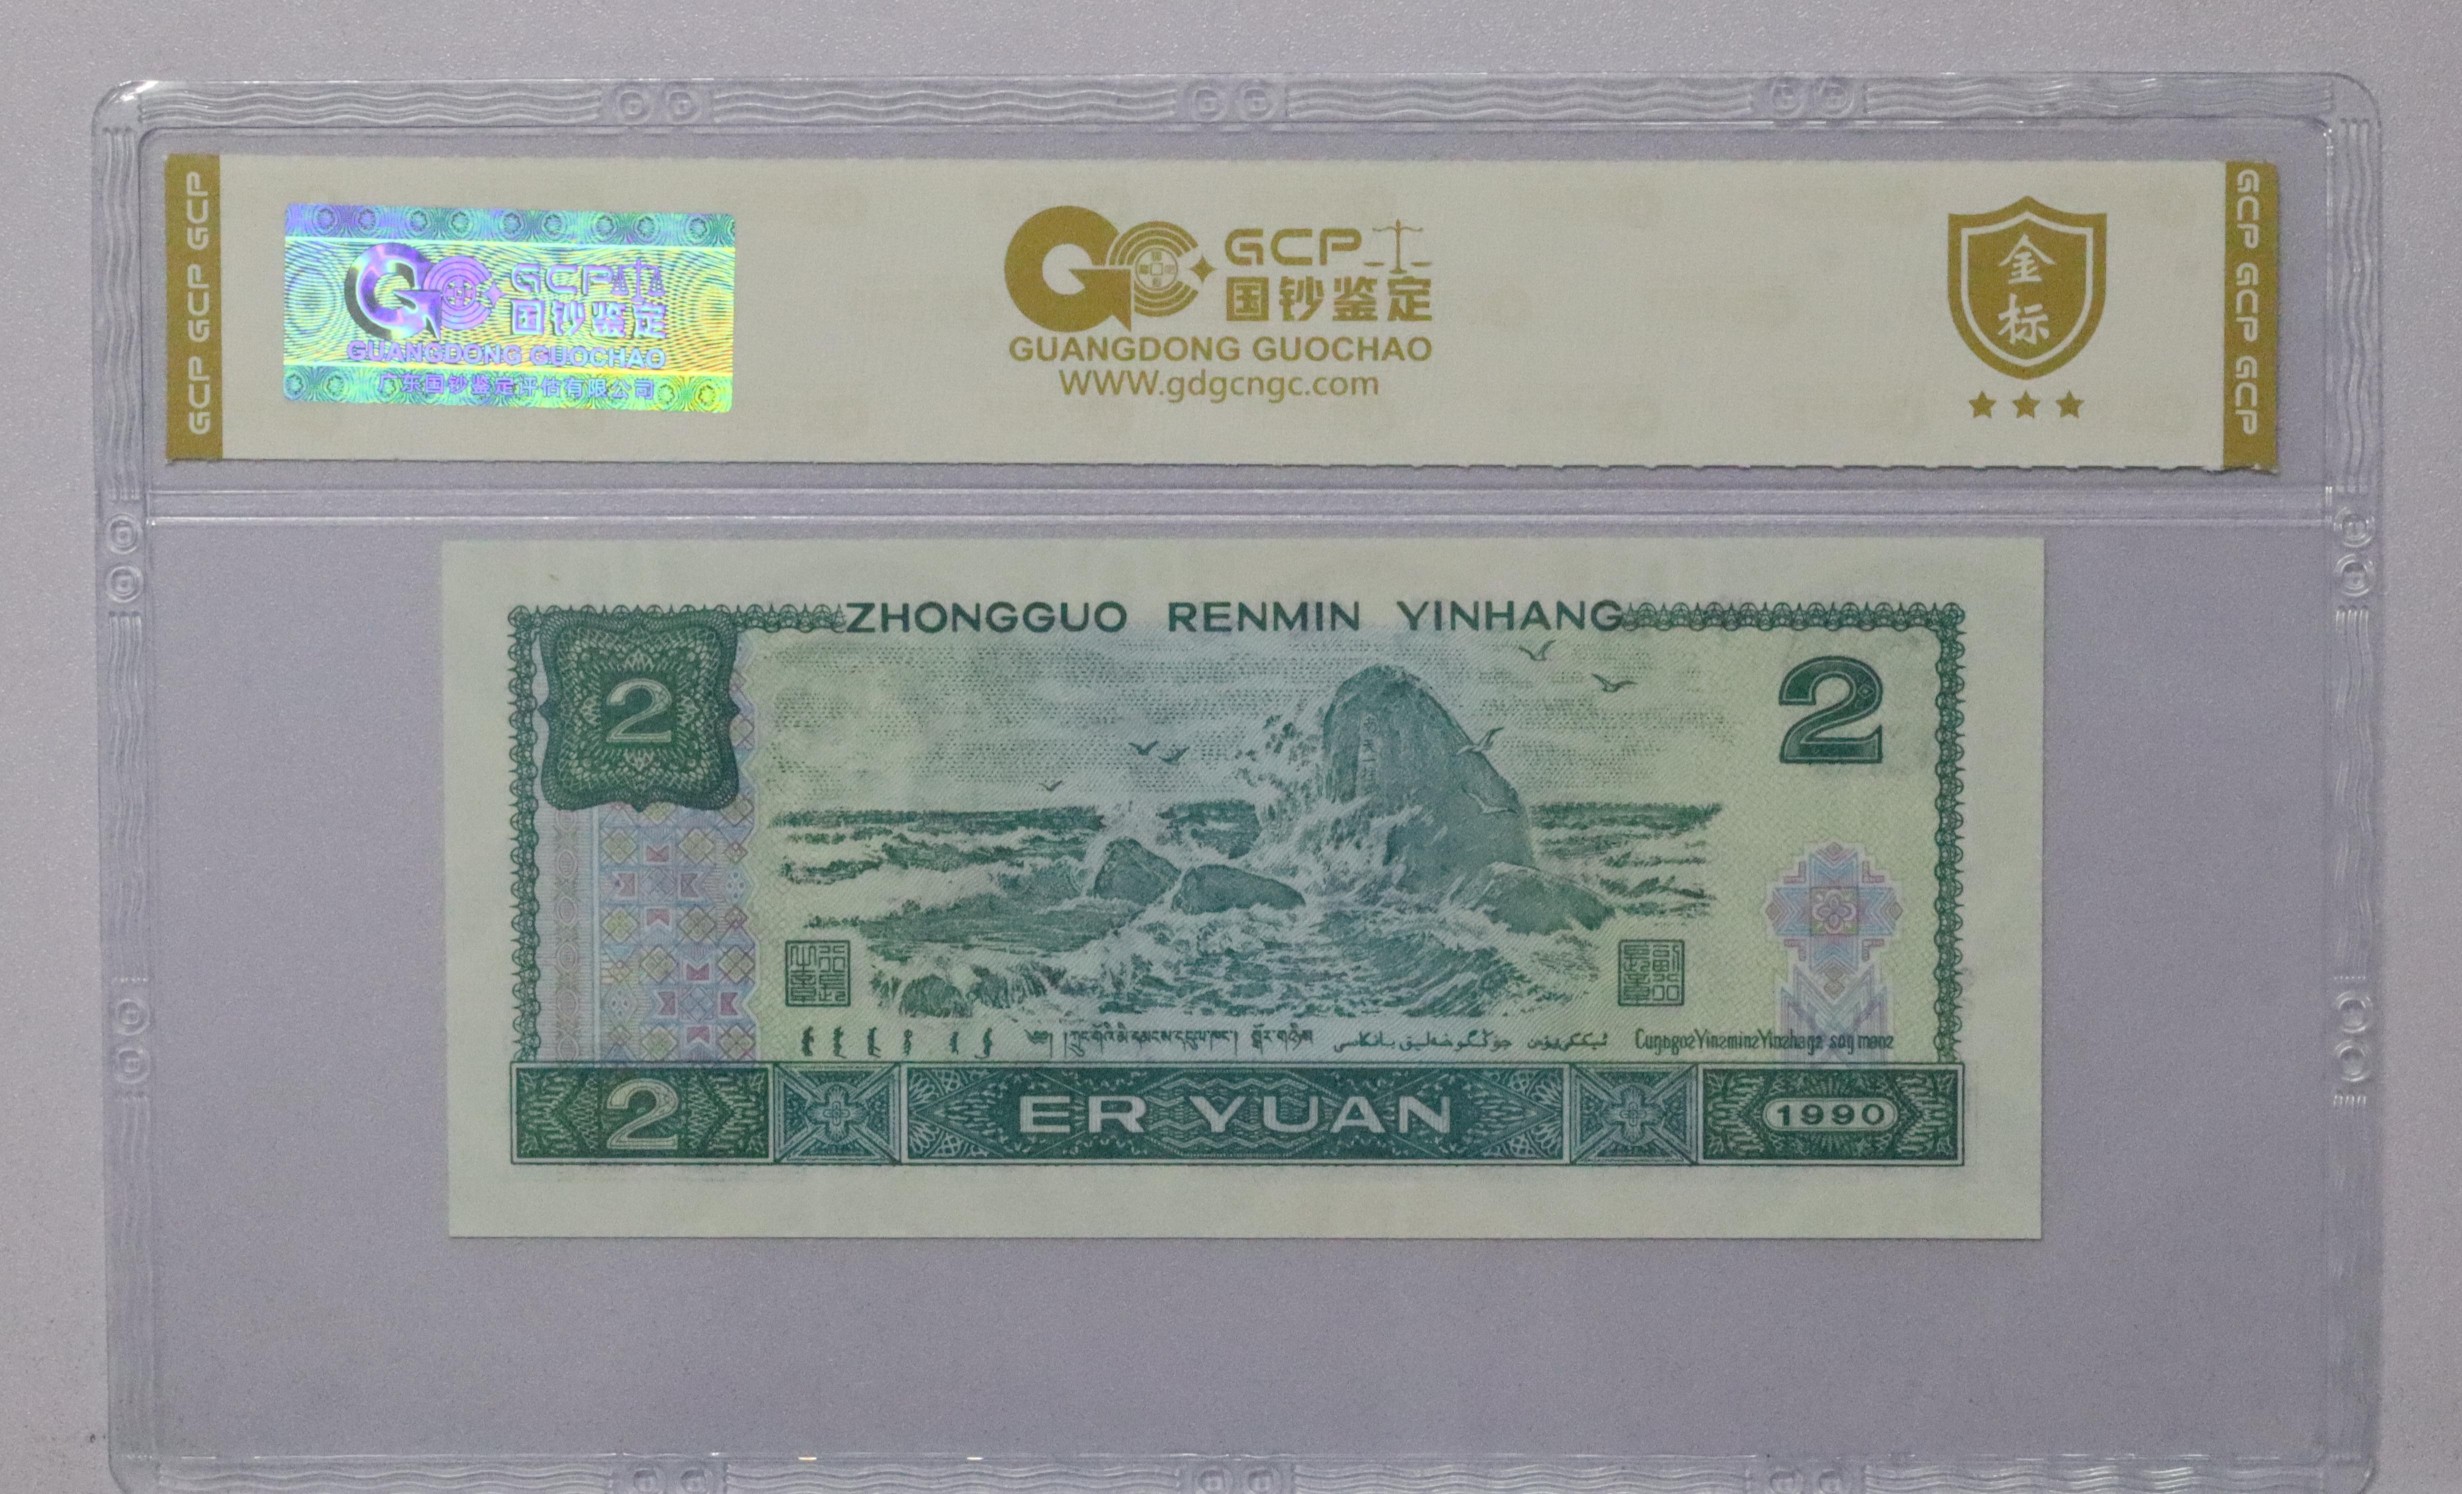 GCP GCP GCP
GCP
国钞鉴定
GUANGDONG GUOCHAO
广东国钞鉴定评估有限公司
GCP
国钞鉴定
GUANGDONG GUOCHAO
WWW.gdgcngc.com
金标
GCP GCP GCP
ZHONGGUO RENMIN YINHANG
2
2
2
ER YUAN
1990